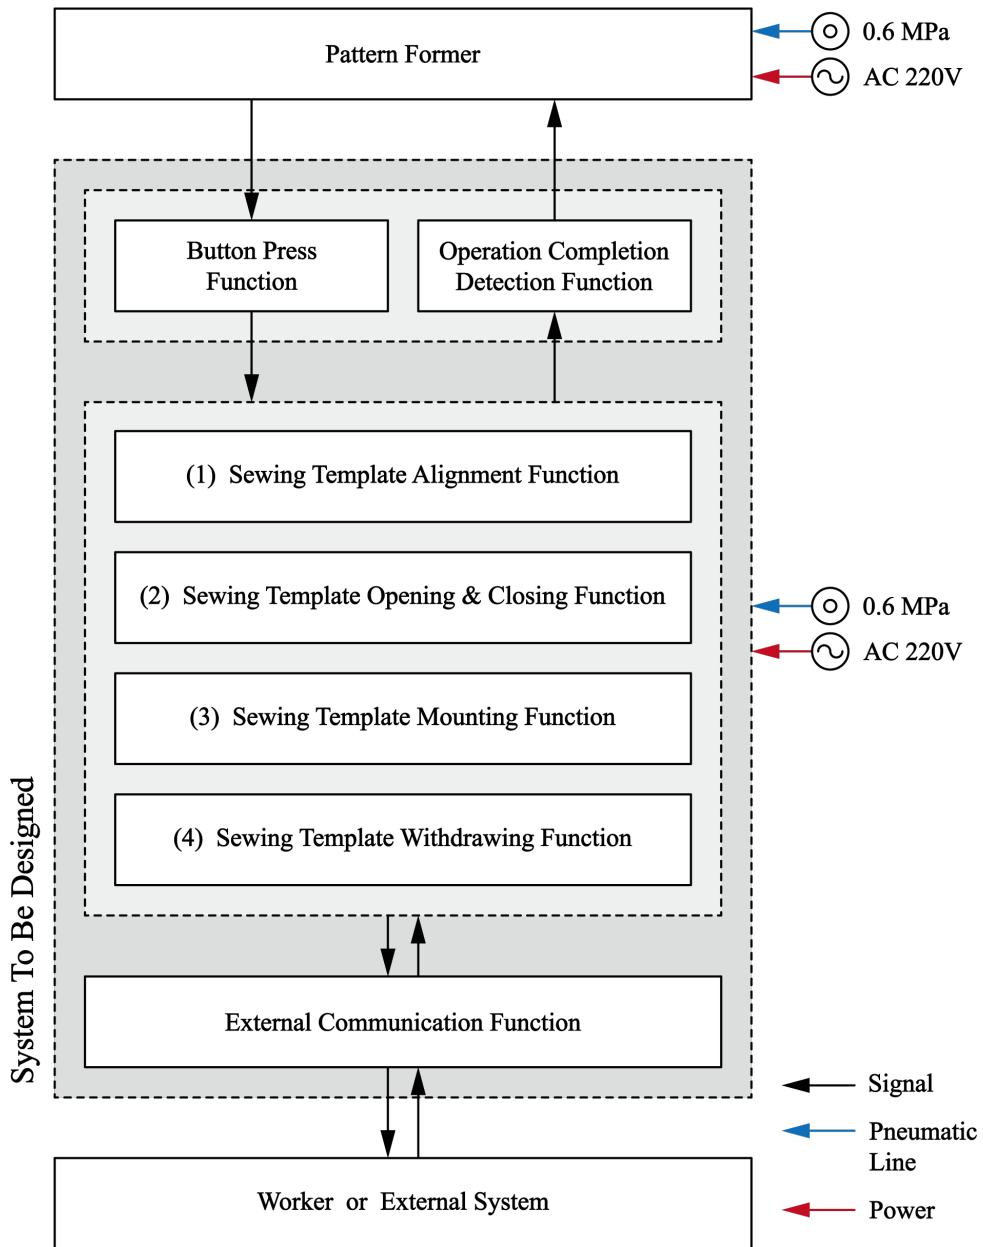 Pattern Former
0.6 MPa
AC 220V
Button Press
Function
Operation Completion
Detection Function
(1) Sewing Template Alignment Function
(2) Sewing Template Opening & Closing Function
0.6 MPa
AC 220V
(3) Sewing Template Mounting Function
(4) Sewing Template Withdrawing Function
System To Be Designed
External Communication Function
Signal
Pneumatic
Line
Power
Worker or External System